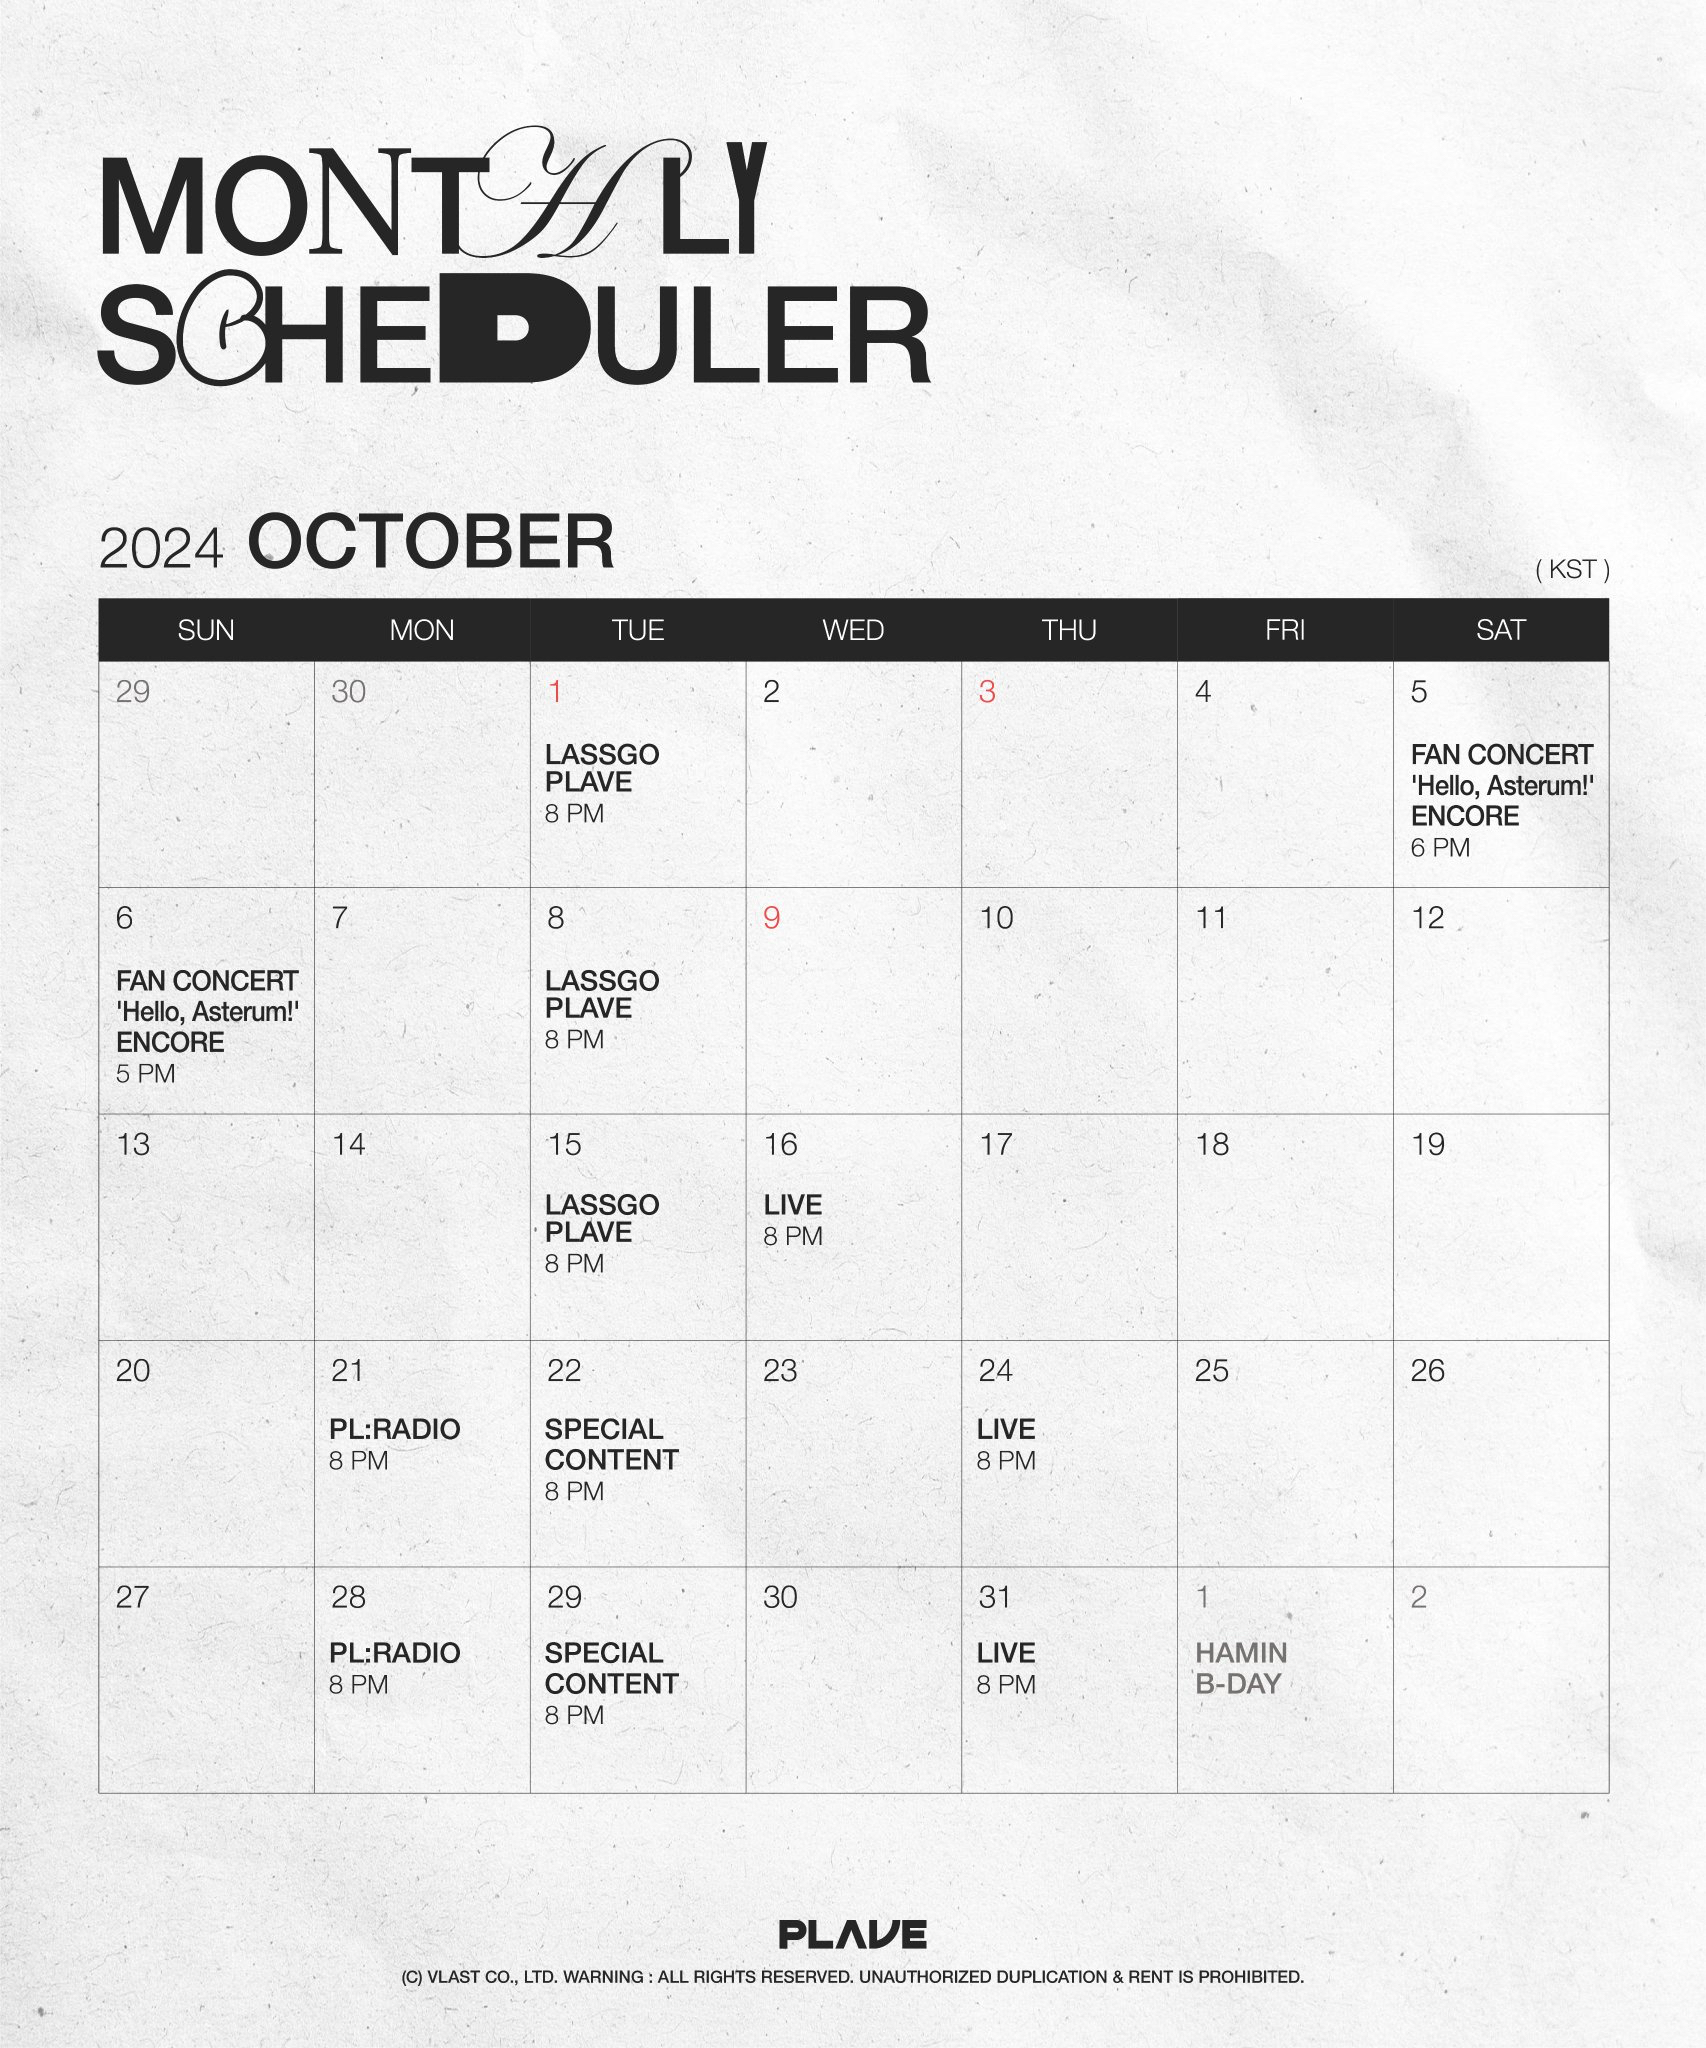 MONTHLY
SCHEDULER
2024 OCTOBER
( KST )
SUN MON TUE WED THU FRI SAT
29 30 1 2 3 4 5
LASSGO
PLAVE
8 PM
FAN CONCERT
'Hello, Asterum!'
ENCORE
6 PM
6 7 8 9 10 11 12
FAN CONCERT
'Hello, Asterum!'
ENCORE
5 PM
LASSGO
PLAVE
8 PM
13 14 15 16 17 18 19
LASSGO
PLAVE
8 PM
LIVE
8 PM
20 21 22 23 24 25 26
PL:RADIO
8 PM
SPECIAL
CONTENT
8 PM
LIVE
8 PM
27 28 29 30 31 1 2
PL:RADIO
8 PM
SPECIAL
CONTENT
8 PM
LIVE
8 PM
HAMIN
B-DAY
PLAVE
(C) VLAST CO., LTD. WARNING : ALL RIGHTS RESERVED. UNAUTHORIZED DUPLICATION & RENT IS PROHIBITED.